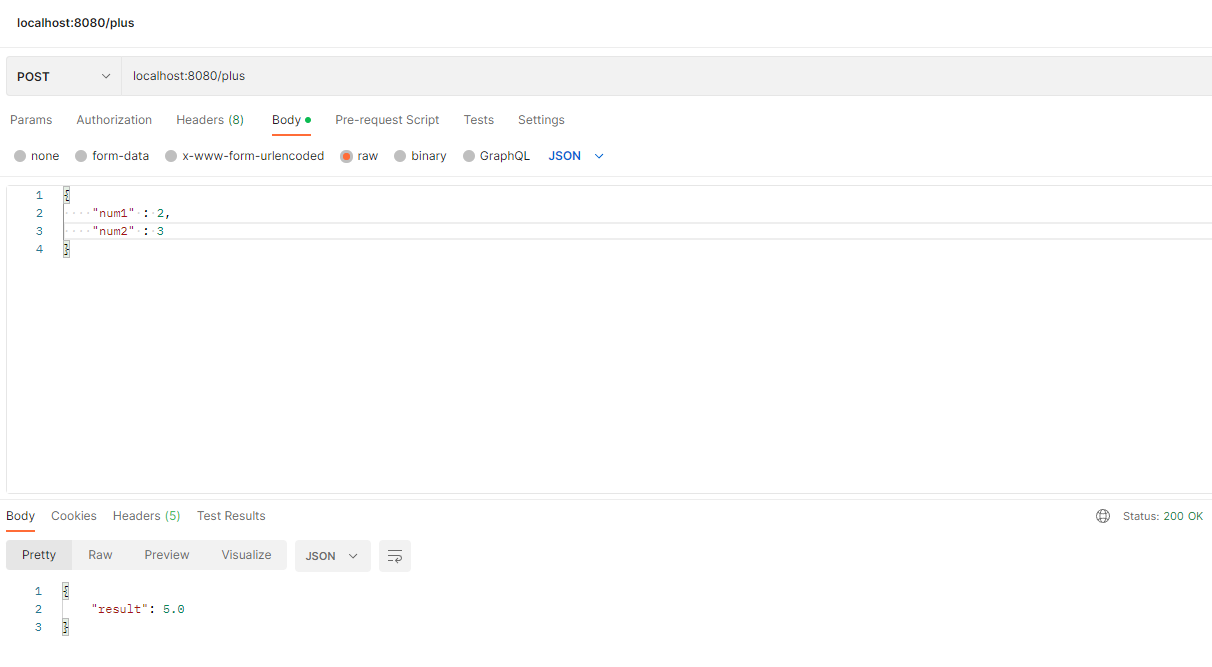 localhost:8080/plus
POST localhost:8080/plus
Params Authorization Headers (8) Body Pre-request Script Tests Settings
none form-data x-www-form-urlencoded raw binary GraphQL JSON
1 {
2 "num1" : 2,
3 "num2" : 3
4 }
Body Cookies Headers (5) Test Results Status: 200 OK
Pretty Raw Preview Visualize JSON
1 {
2 "result": 5.0
3 }